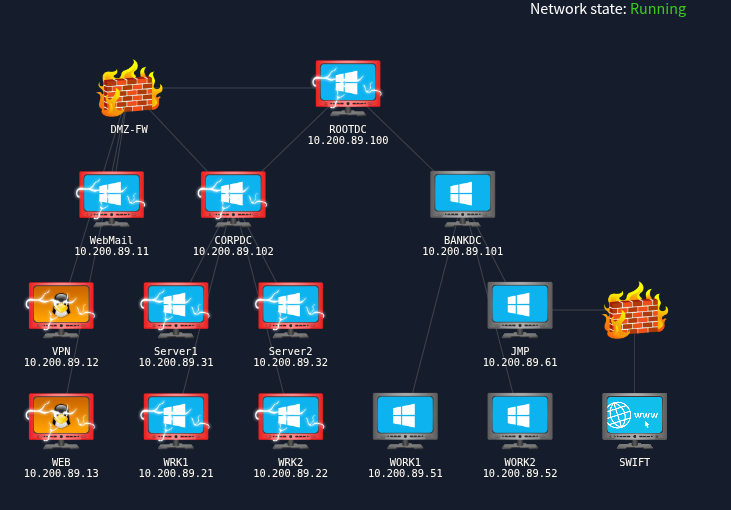 Network state: Running
DMZ-FW
ROOTDC
10.200.89.100
WebMail
10.200.89.11
CORPDC
10.200.89.102
BANKDC
10.200.89.101
VPN
10.200.89.12
Server1
10.200.89.31
Server2
10.200.89.32
JMP
10.200.89.61
WEB
10.200.89.13
WRK1
10.200.89.21
WRK2
10.200.89.22
WORK1
10.200.89.51
WORK2
10.200.89.52
www
SWIFT